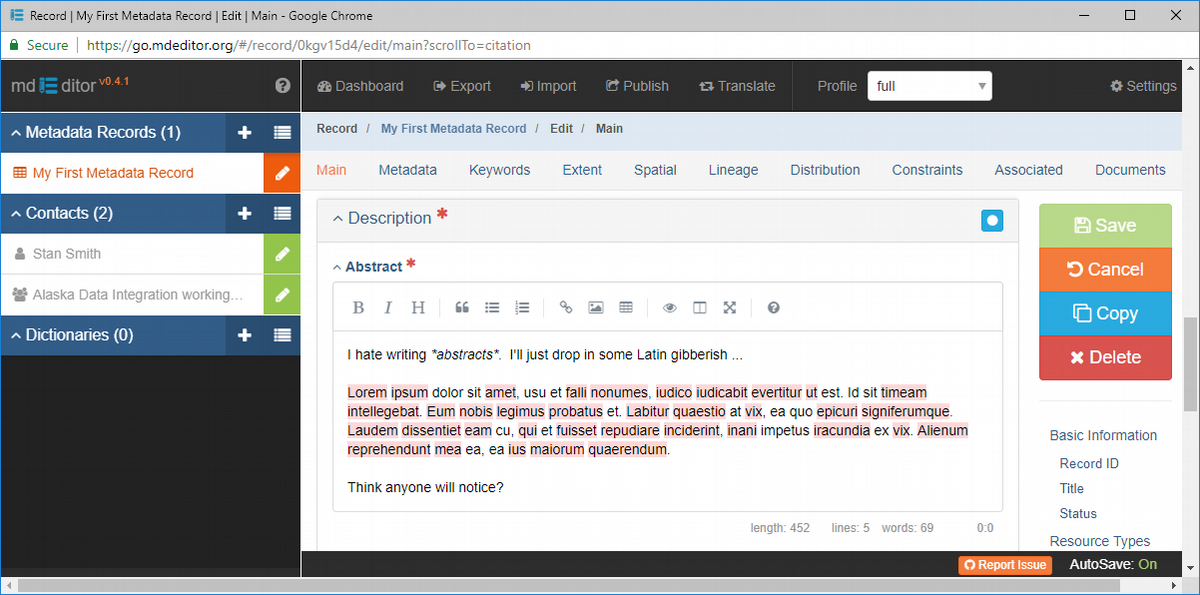 Record | My First Metadata Record | Edit | Main - Google Chrome
Secure | https://go.mdeditor.org/#/record/0kgv15d4/edit/main?scrollTo=citation
md Editor v0.4.1
Dashboard Export Import Publish Translate Profile full Settings
Metadata Records (1)
My First Metadata Record
Contacts (2)
Stan Smith
Alaska Data Integration working...
Dictionaries (0)
Record / My First Metadata Record / Edit / Main
Main Metadata Keywords Extent Spatial Lineage Distribution Constraints Associated Documents
Description *
Abstract *
B I H
I hate writing *abstracts*. I'll just drop in some Latin gibberish ...
Lorem ipsum dolor sit amet, usu et falli nonumes, iudico iudicabit evertitur ut est. Id sit timeam
intellegebat. Eum nobis legimus probatus et. Labitur quaestio at vix, ea quo epicuri signiferumque.
Laudem dissentiet eam cu, qui et fuisset repudiare inciderint, inani impetus iracundia ex vix. Alienum
reprehendunt mea ea, ea ius maiorum quaerendum.
Think anyone will notice?
length: 452 lines: 5 words: 69 0:0
Save
Cancel
Copy
Delete
Basic Information
Record ID
Title
Status
Resource Types
Report Issue AutoSave: On